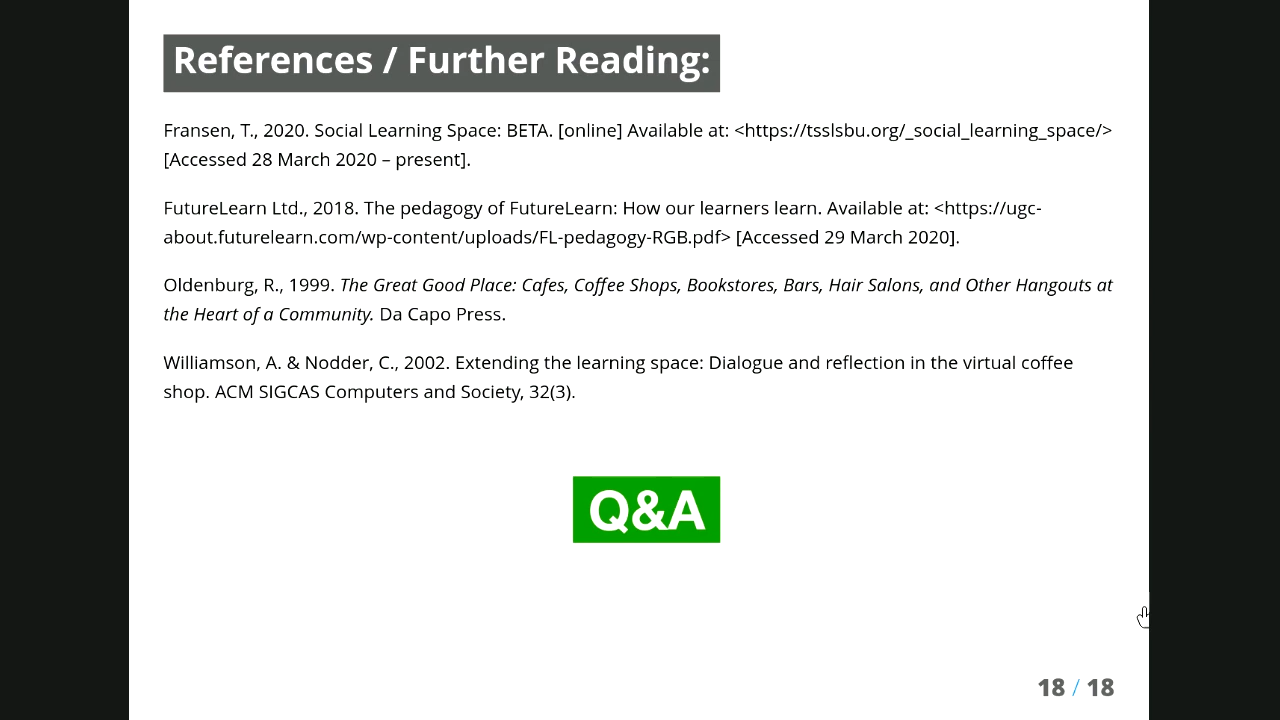 References / Further Reading:
Fransen, T., 2020. Social Learning Space: BETA. [online] Available at: <https://tsslsbu.org/_social_learning_space/>
[Accessed 28 March 2020 – present].
FutureLearn Ltd., 2018. The pedagogy of FutureLearn: How our learners learn. Available at: <https://ugc-
about.futurelearn.com/wp-content/uploads/FL-pedagogy-RGB.pdf> [Accessed 29 March 2020].
Oldenburg, R., 1999. The Great Good Place: Cafes, Coffee Shops, Bookstores, Bars, Hair Salons, and Other Hangouts at
the Heart of a Community. Da Capo Press.
Williamson, A. & Nodder, C., 2002. Extending the learning space: Dialogue and reflection in the virtual coffee
shop. ACM SIGCAS Computers and Society, 32(3).
Q&A
18 / 18